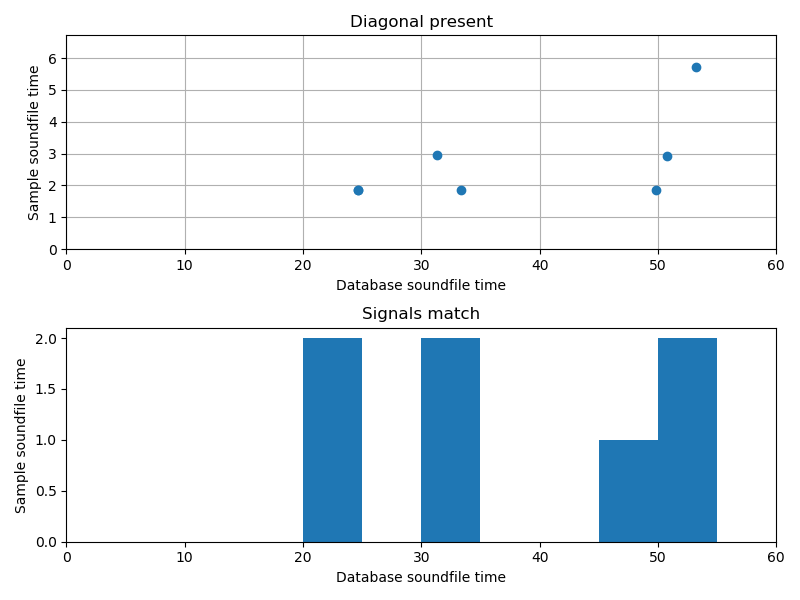 Diagonal present
6
5
4
3
2
1
0
Sample soundfile time
0 10 20 30 40 50 60
Database soundfile time
Signals match
2.0
1.5
1.0
0.5
0.0
Sample soundfile time
0 10 20 30 40 50 60
Database soundfile time